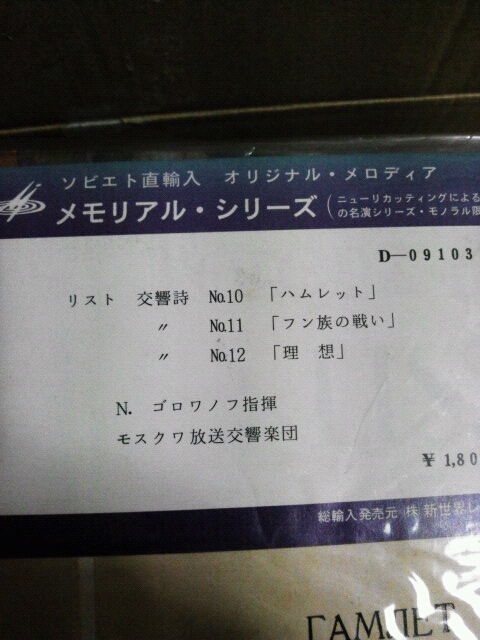 ソビエト直輸入 オリジナル・メロディア
メモリアル・シリーズ
(ニューリカッティングによる
の名演シリーズ・モノラル限
D—09103
リスト 交響詩 No.10 「ハムレット」
〃 No.11 「フン族の戦い」
〃 No.12 「理 想」
N. ゴロワノフ指揮
モスクワ放送交響楽団
¥ 1,80
総輸入発売元 (株) 新世界レ
ГАМЛЕТ